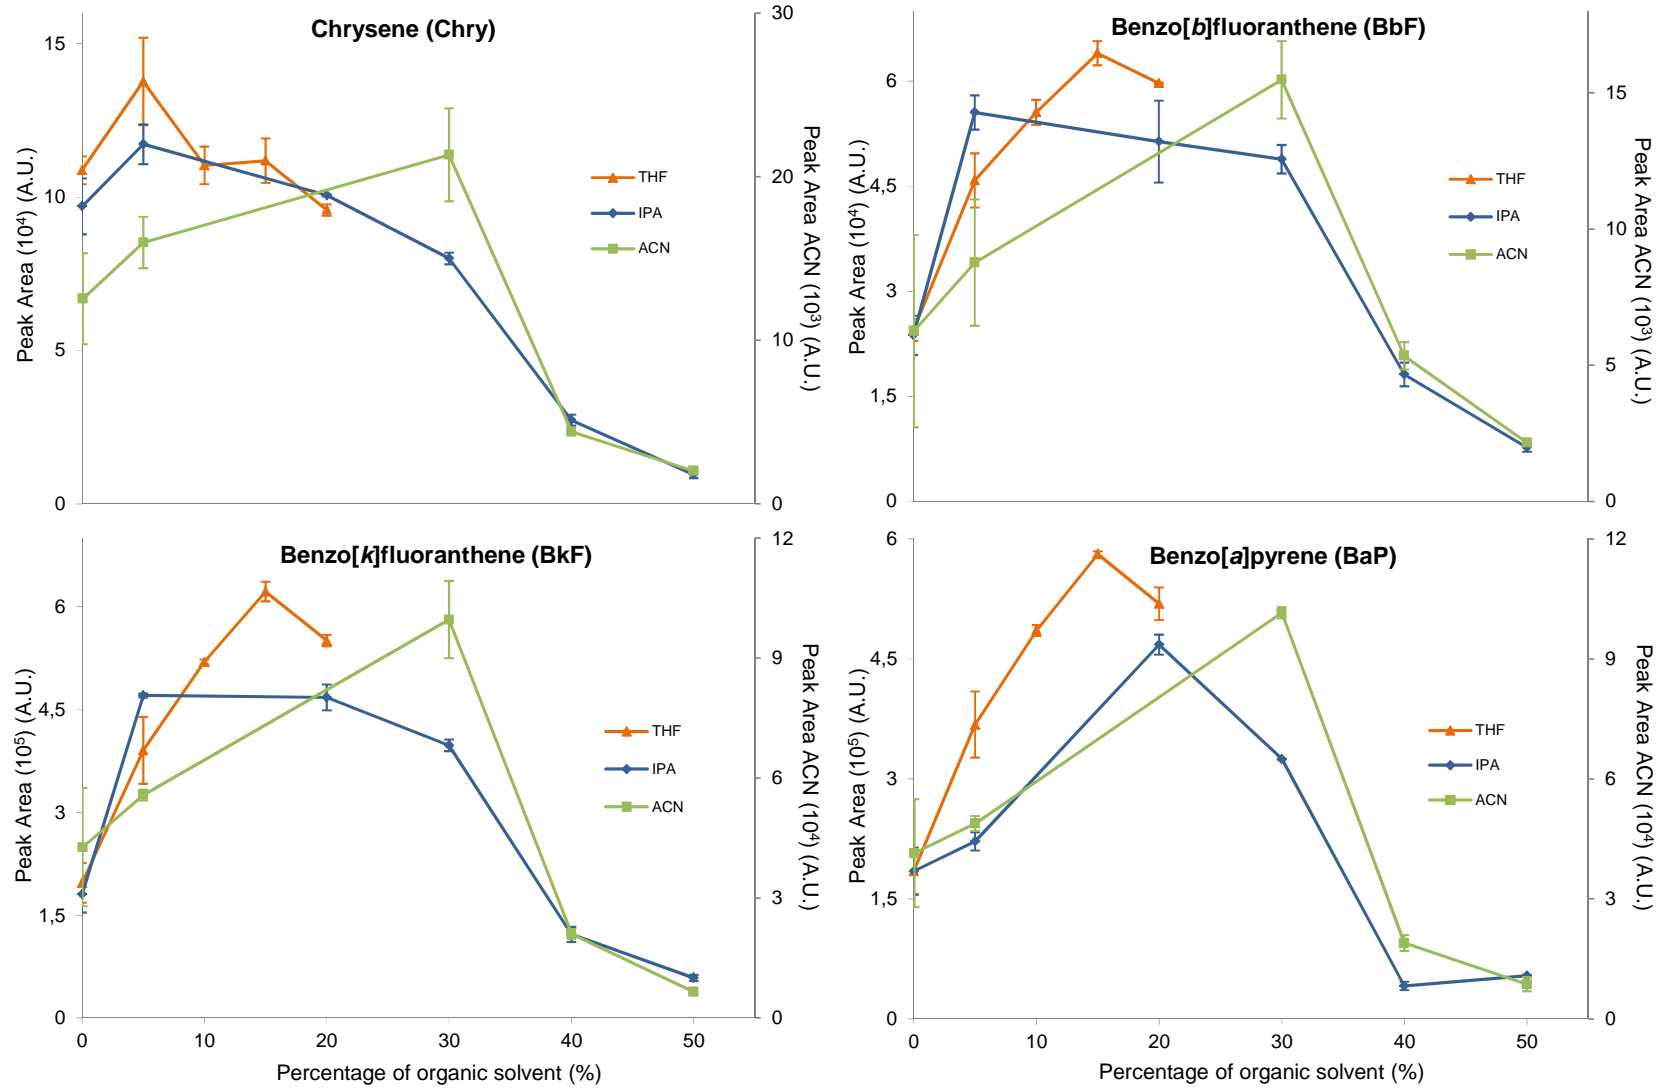 Chrysene (Chry)
15
10
5
0
Peak Area (10⁴) (A.U.)
30
20
10
0
Peak Area ACN (10³) (A.U.)
THF
IPA
ACN
Benzo[b]fluoranthene (BbF)
6
4,5
3
1,5
0
Peak Area (10⁴) (A.U.)
15
10
5
0
Peak Area ACN (10³) (A.U.)
THF
IPA
ACN
Benzo[k]fluoranthene (BkF)
6
4,5
3
1,5
0
Peak Area (10⁵) (A.U.)
12
9
6
3
0
Peak Area ACN (10⁴) (A.U.)
THF
IPA
ACN
0 10 20 30 40 50
Percentage of organic solvent (%)
Benzo[a]pyrene (BaP)
6
4,5
3
1,5
0
Peak Area (10⁵) (A.U.)
12
9
6
3
0
Peak Area ACN (10⁴) (A.U.)
THF
IPA
ACN
0 10 20 30 40 50
Percentage of organic solvent (%)